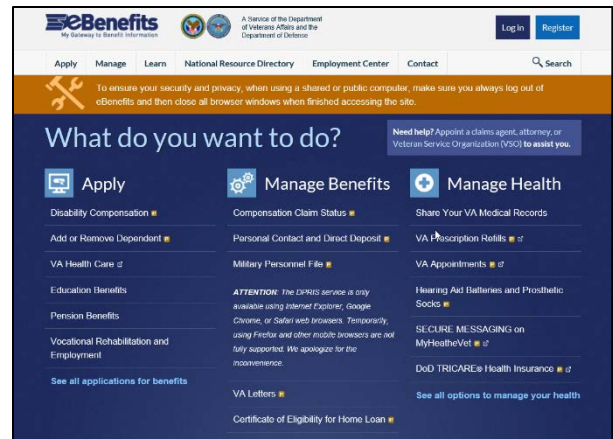 eBenefits
My Gateway to Benefit Information
A Service of the Department
of Veterans Affairs and the
Department of Defense
Log In
Register
Apply
Manage
Learn
National Resource Directory
Employment Center
Contact
Search
To ensure your security and privacy, when using a shared or public computer, make sure you always log out of
eBenefits and then close all browser windows when finished accessing the site.
What do you want to do?
Need help? Appoint a claims agent, attorney, or
Veteran Service Organization (VSO) to assist you.
Apply
Disability Compensation
Add or Remove Dependent
VA Health Care
Education Benefits
Pension Benefits
Vocational Rehabilitation and
Employment
See all applications for benefits
Manage Benefits
Compensation Claim Status
Personal Contact and Direct Deposit
Military Personnel File
ATTENTION: The DPRIS service is only
available using Internet Explorer, Google
Chrome, or Safari web browsers. Temporarily,
using Firefox and other mobile browsers are not
fully supported. We apologize for the
inconvenience.
VA Letters
Certificate of Eligibility for Home Loan
Manage Health
Share Your VA Medical Records
VA Prescription Refills
VA Appointments
Hearing Aid Batteries and Prosthetic
Socks
SECURE MESSAGING on
MyHeatheVet
DoD TRICARE® Health Insurance
See all options to manage your health